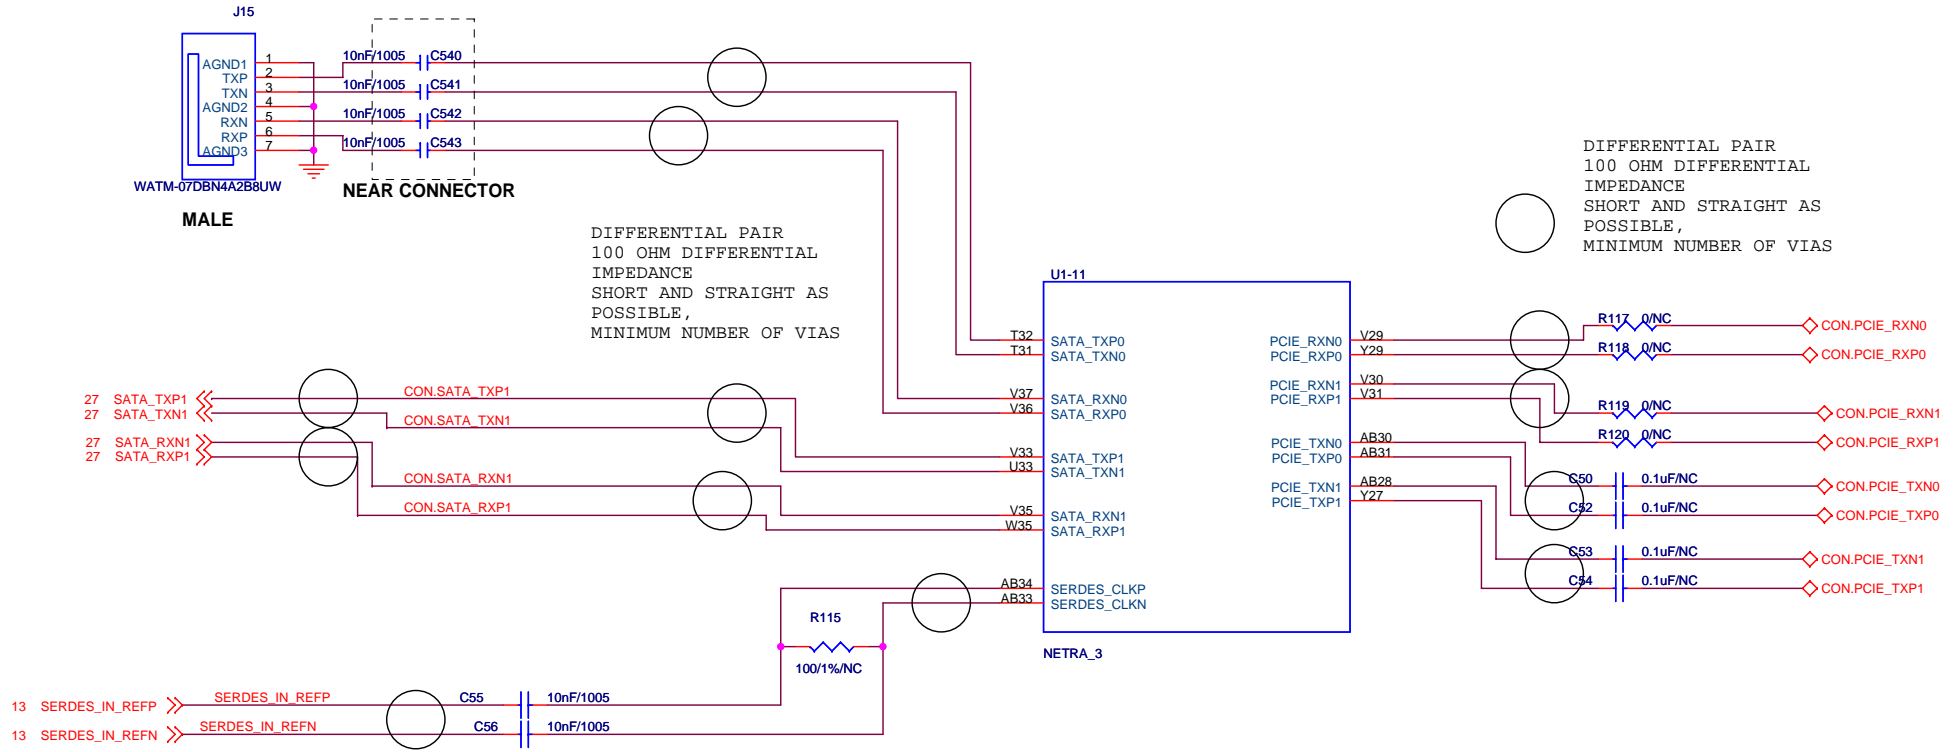 J15
AGND1 1
TXP 2
TXN 3
AGND2 4
RXN 5
RXP 6
AGND3 7
WATM-07DBN4A2B8UW
MALE
10nF/1005 C540
10nF/1005 C541
10nF/1005 C542
10nF/1005 C543
NEAR CONNECTOR
DIFFERENTIAL PAIR
100 OHM DIFFERENTIAL
IMPEDANCE
SHORT AND STRAIGHT AS
POSSIBLE,
MINIMUM NUMBER OF VIAS
DIFFERENTIAL PAIR
100 OHM DIFFERENTIAL
IMPEDANCE
SHORT AND STRAIGHT AS
POSSIBLE,
MINIMUM NUMBER OF VIAS
27 SATA_TXP1
27 SATA_TXN1
27 SATA_RXN1
27 SATA_RXP1
CON.SATA_TXP1
CON.SATA_TXN1
CON.SATA_RXN1
CON.SATA_RXP1
U1-11
T32 SATA_TXP0
T31 SATA_TXN0
V37 SATA_RXN0
V36 SATA_RXP0
V33 SATA_TXP1
U33 SATA_TXN1
V35 SATA_RXN1
W35 SATA_RXP1
AB34 SERDES_CLKP
AB33 SERDES_CLKN
PCIE_RXN0 V29
PCIE_RXP0 Y29
PCIE_RXN1 V30
PCIE_RXP1 V31
PCIE_TXN0 AB30
PCIE_TXP0 AB31
PCIE_TXN1 AB28
PCIE_TXP1 Y27
NETRA_3
R117 0/NC CON.PCIE_RXN0
R118 0/NC CON.PCIE_RXP0
R119 0/NC CON.PCIE_RXN1
R120 0/NC CON.PCIE_RXP1
C50 0.1uF/NC CON.PCIE_TXN0
C52 0.1uF/NC CON.PCIE_TXP0
C53 0.1uF/NC CON.PCIE_TXN1
C54 0.1uF/NC CON.PCIE_TXP1
R115
100/1%/NC
13 SERDES_IN_REFP SERDES_IN_REFP C55 10nF/1005
13 SERDES_IN_REFN SERDES_IN_REFN C56 10nF/1005